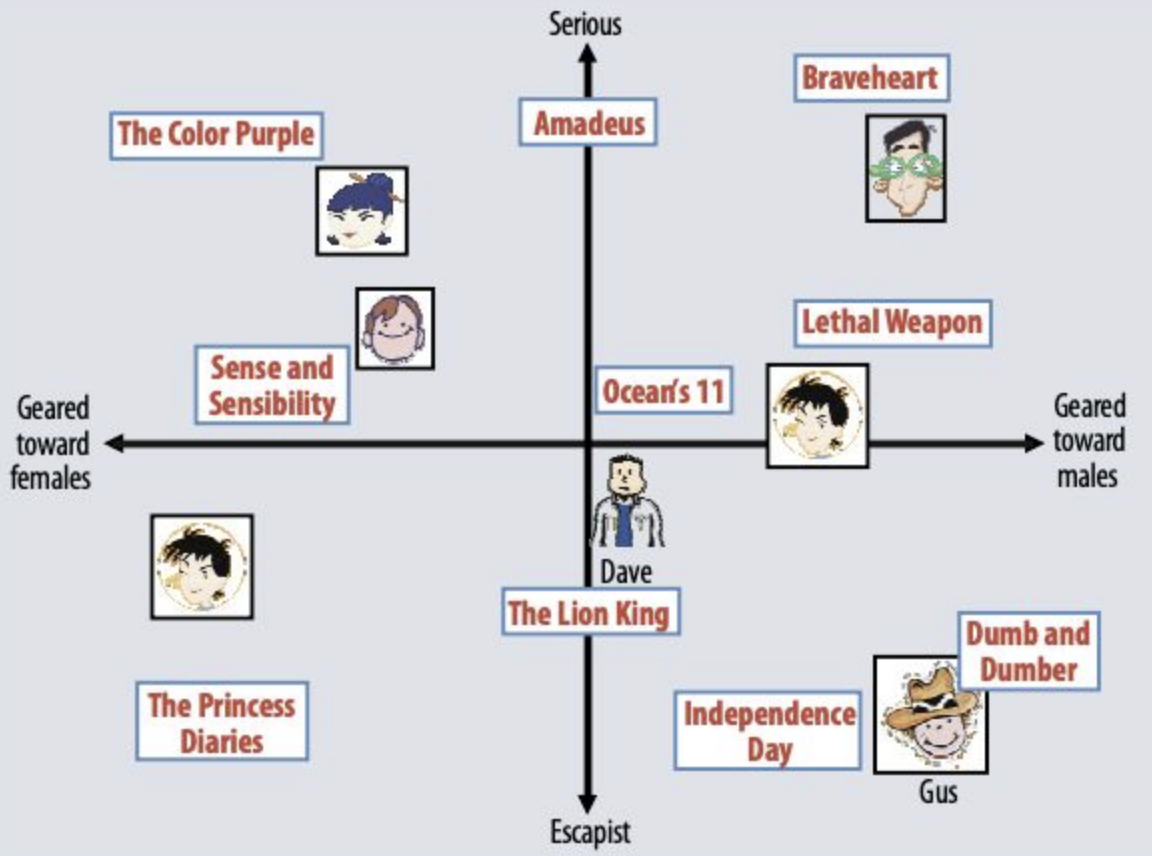 Serious
Braveheart
Amadeus
The Color Purple
Lethal Weapon
Sense and
Sensibility
Ocean's 11
Geared
toward
females
Geared
toward
males
Dave
The Lion King
Dumb and
Dumber
The Princess
Diaries
Independence
Day
Gus
Escapist